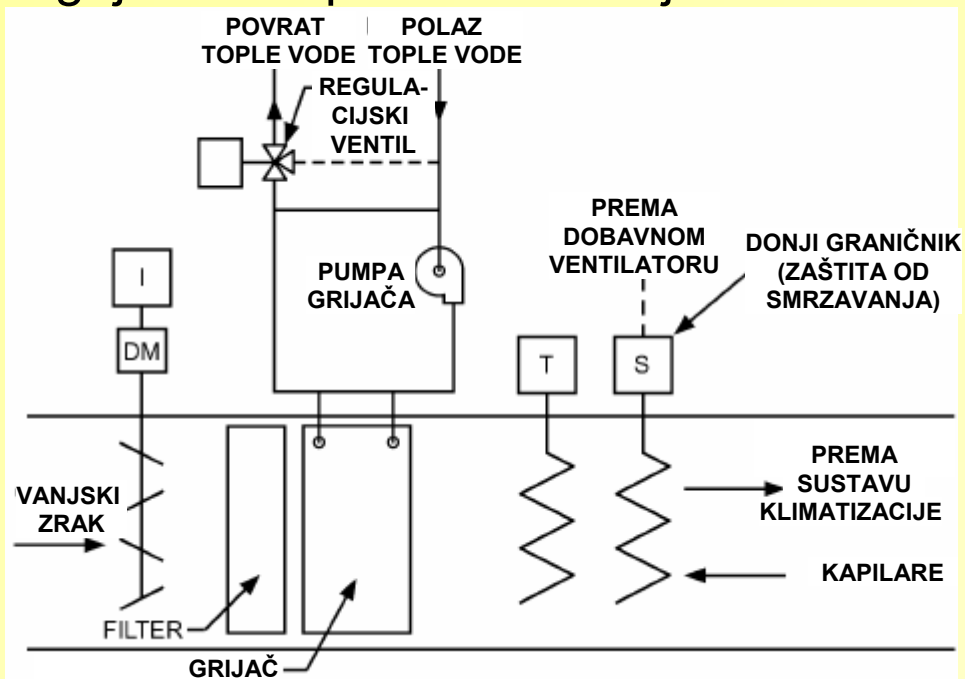 POVRAT
TOPLE VODE
POLAZ
TOPLE VODE
REGULA-
CIJSKI
VENTIL
PUMPA
GRIJAČA
PREMA
DOBAVNOM
VENTILATORU
DONJI GRANIČNIK
(ZAŠTITA OD
SMRZAVANJA)
I
DM
T
S
VANJSKI
ZRAK
PREMA
SUSTAVU
KLIMATIZACIJE
KAPILARE
FILTER
GRIJAČ